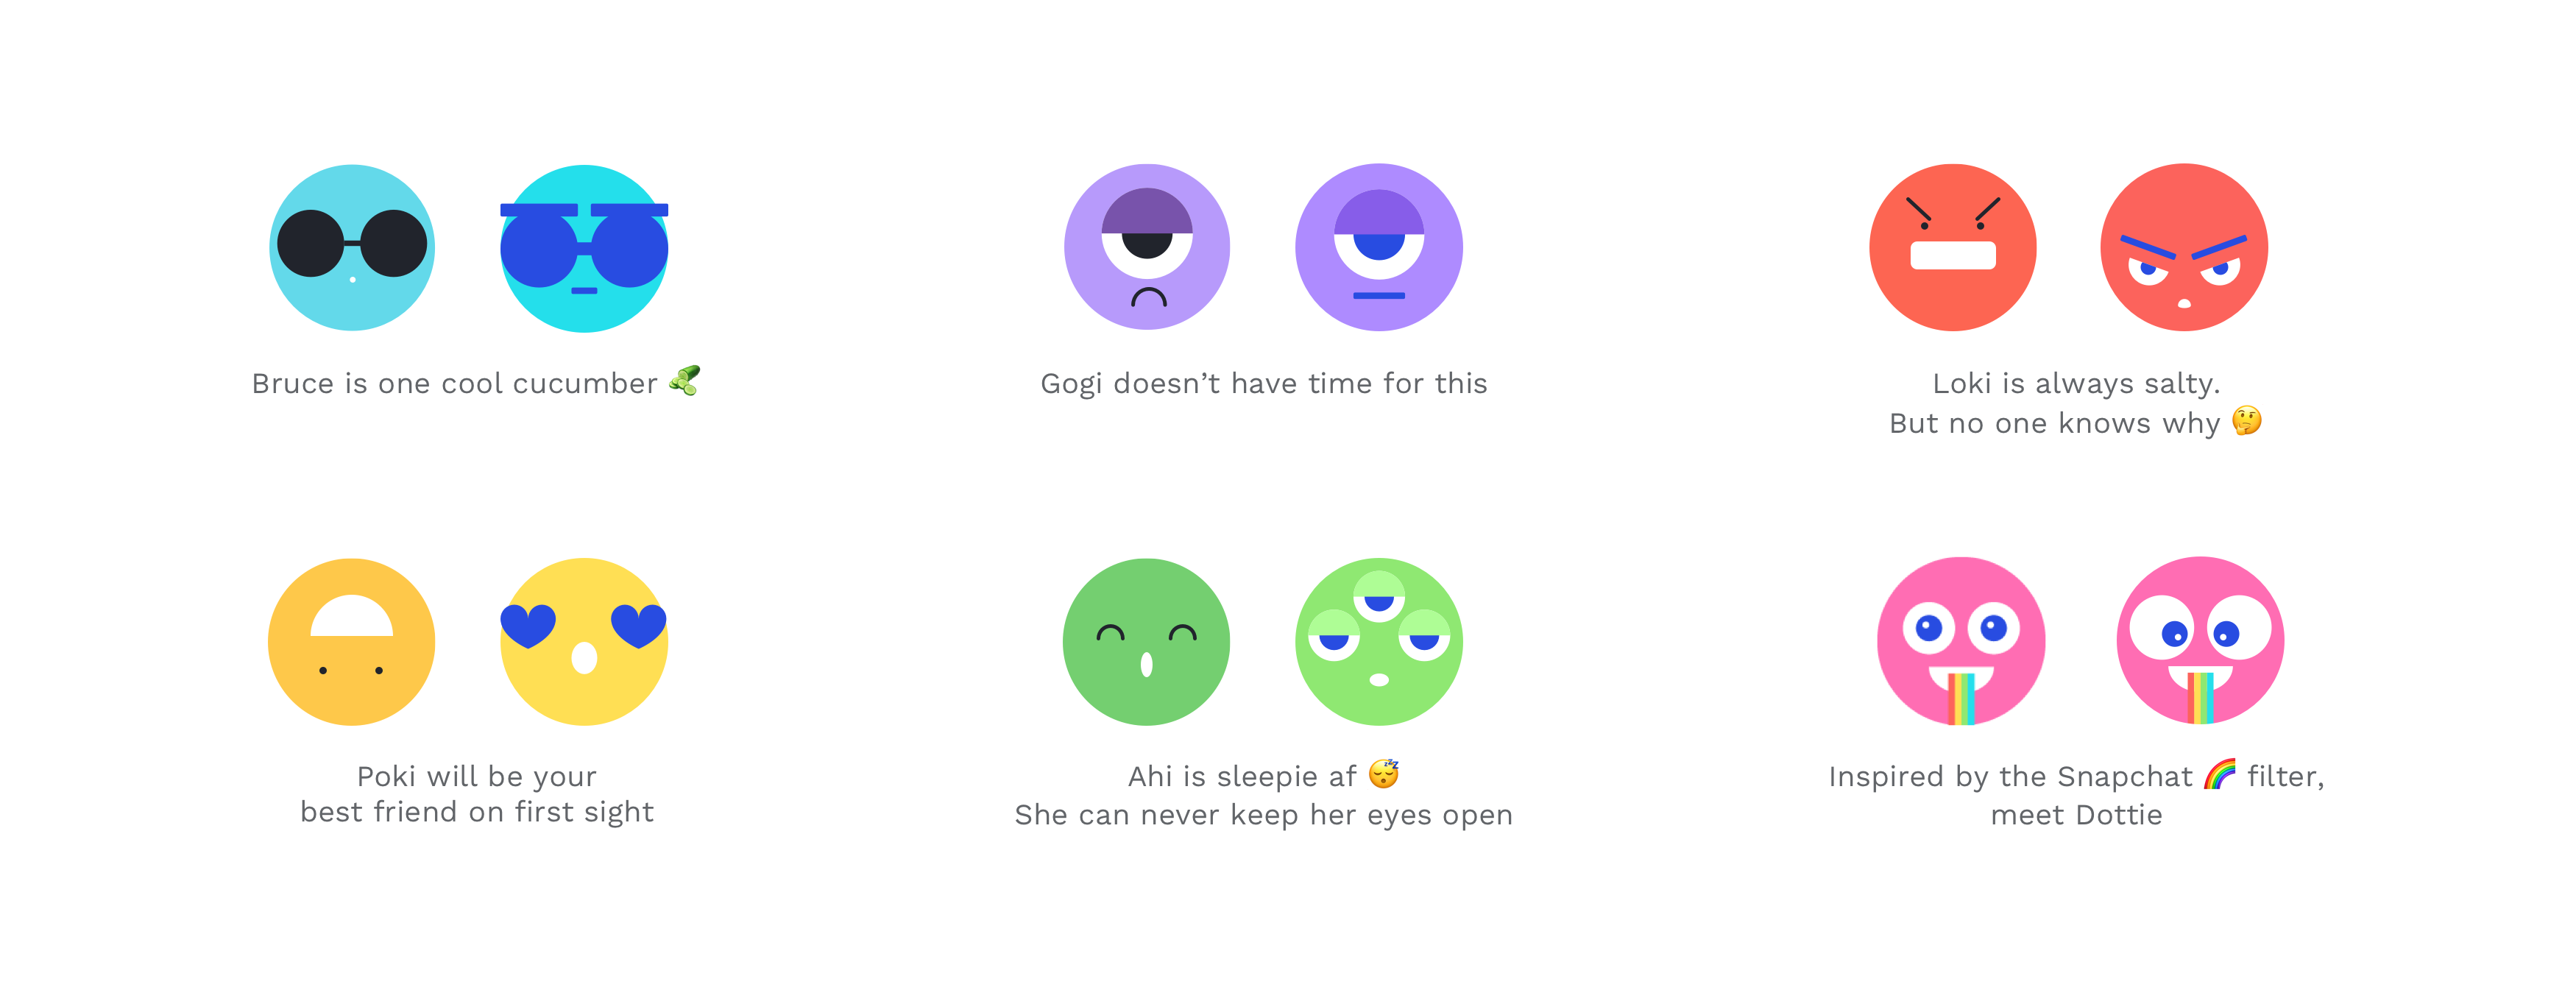 Bruce is one cool cucumber 🥒
Gogi doesn’t have time for this
Loki is always salty.
But no one knows why 🤔
Poki will be your
best friend on first sight
Ahi is sleepie af 😴
She can never keep her eyes open
Inspired by the Snapchat 🌈 filter,
meet Dottie